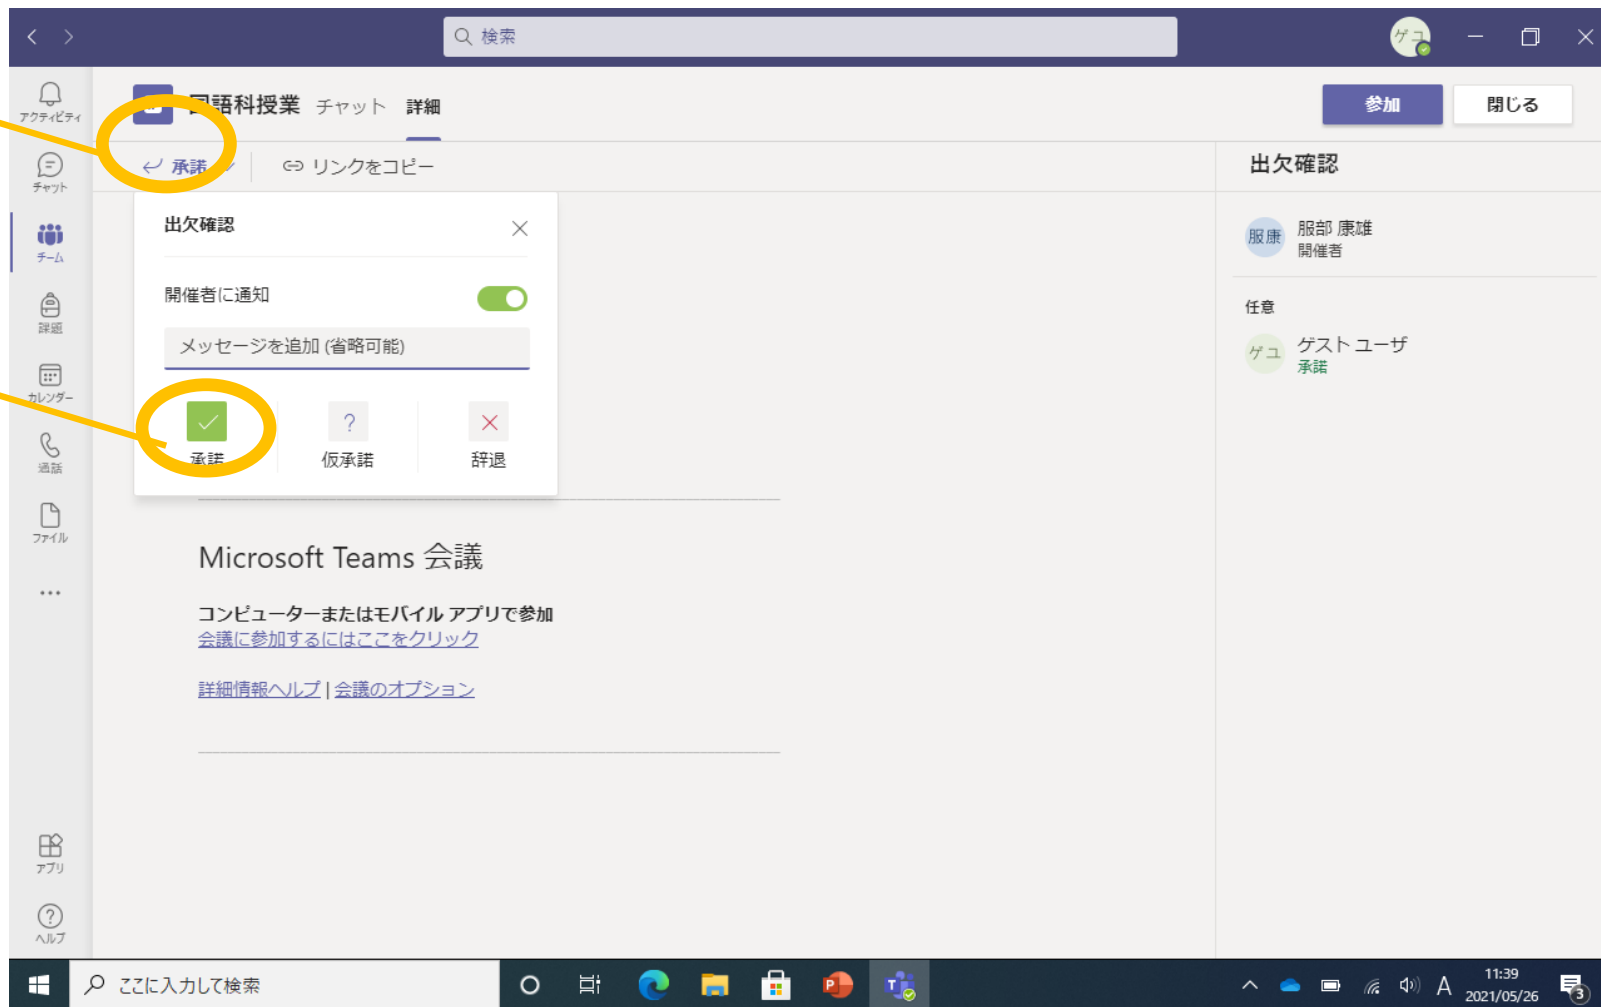 検索
ゲユ
アクティビティ
チャット
チーム
課題
カレンダー
通話
ファイル
アプリ
ヘルプ
国語科授業 チャット 詳細
参加 閉じる
承諾 リンクをコピー
出欠確認
開催者に通知
メッセージを追加 (省略可能)
承諾 仮承諾 辞退
Microsoft Teams 会議
コンピューターまたはモバイル アプリで参加
会議に参加するにはここをクリック
詳細情報ヘルプ | 会議のオプション
出欠確認
服康 服部 康雄
開催者
任意
ゲユ ゲスト ユーザ
承諾
ここに入力して検索
A
11:39
2021/05/26
3